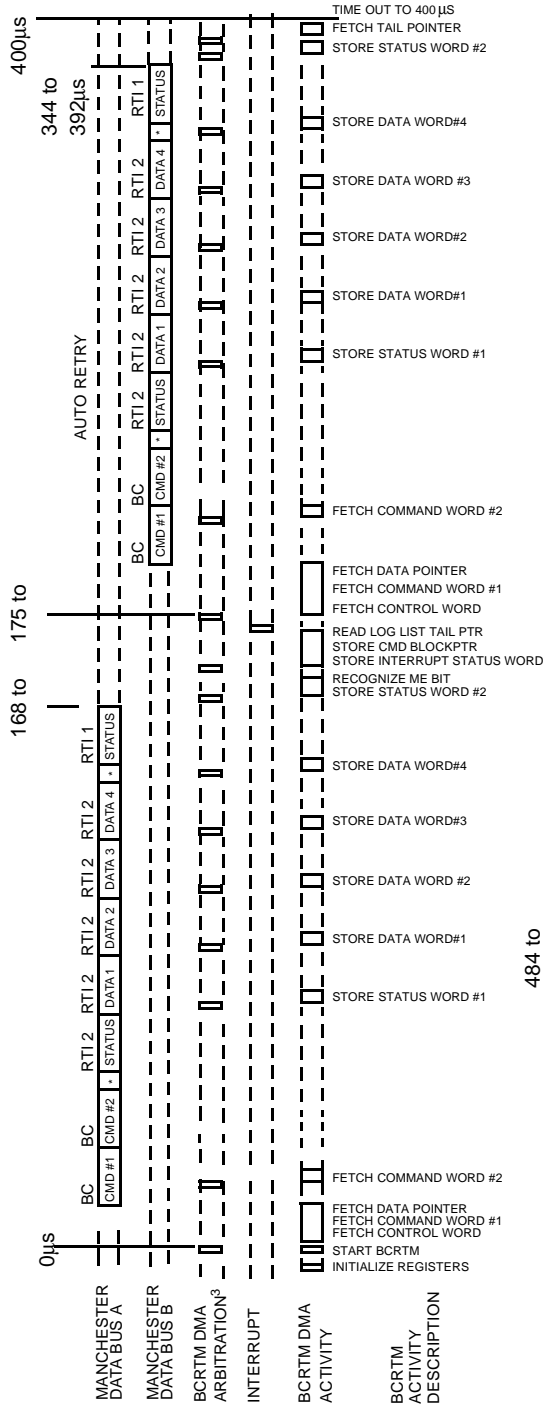 TIME OUT TO 400 µS
FETCH TAIL POINTER
STORE STATUS WORD #2
STORE DATA WORD#4
STORE DATA WORD #3
STORE DATA WORD#2
STORE DATA WORD#1
STORE STATUS WORD #1
FETCH COMMAND WORD #2
FETCH DATA POINTER
FETCH COMMAND WORD #1
FETCH CONTROL WORD
READ LOG LIST TAIL PTR
STORE CMD BLOCKPTR
STORE INTERRUPT STATUS WORD
RECOGNIZE ME BIT
STORE STATUS WORD #2
STORE DATA WORD#4
STORE DATA WORD#3
STORE DATA WORD #2
STORE DATA WORD#1
STORE STATUS WORD #1
FETCH COMMAND WORD #2
FETCH DATA POINTER
FETCH COMMAND WORD #1
FETCH CONTROL WORD
START BCRTM
INITIALIZE REGISTERS
0µs
168 to
175 to
344 to
392µs
400µs
484 to
AUTO RETRY
BC
BC
RTI 2
RTI 2
RTI 2
RTI 2
RTI 2
RTI 1
MANCHESTER
DATA BUS A
CMD #1
CMD #2
*
STATUS
DATA1
DATA 2
DATA 3
DATA 4
*
STATUS
BC
BC
RTI 2
RTI 2
RTI 2
RTI 2
RTI 2
RTI 1
MANCHESTER
DATA BUS B
CMD #1
CMD #2
*
STATUS
DATA 1
DATA 2
DATA 3
DATA 4
*
STATUS
BCRTM DMA
ARBITRATION3
INTERRUPT
BCRTM DMA
ACTIVITY
BCRTM
ACTIVITY
DESCRIPTION